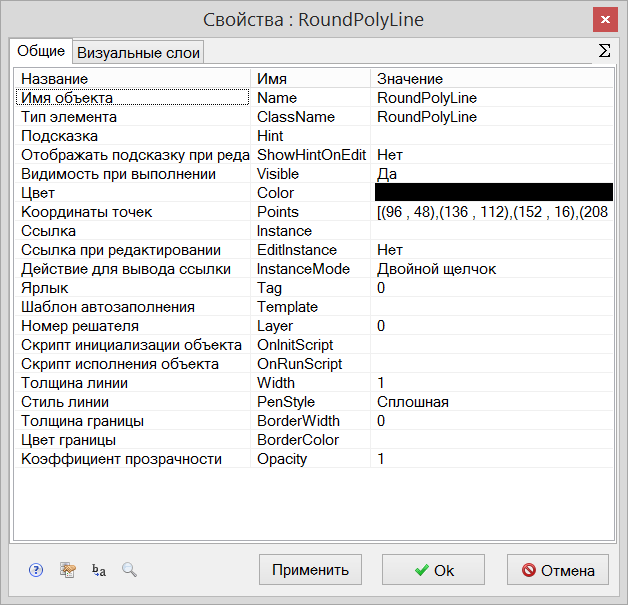 Свойства : RoundPolyLine
Общие Визуальные слои Σ
Название Имя Значение
Имя объекта Name RoundPolyLine
Тип элемента ClassName RoundPolyLine
Подсказка Hint
Отображать подсказку при реда ShowHintOnEdit Нет
Видимость при выполнении Visible Да
Цвет Color
Координаты точек Points [(96 , 48),(136 , 112),(152 , 16),(208
Ссылка Instance
Ссылка при редактировании EditInstance Нет
Действие для вывода ссылки InstanceMode Двойной щелчок
Ярлык Tag 0
Шаблон автозаполнения Template
Номер решателя Layer 0
Скрипт инициализации объекта OnInitScript
Скрипт исполнения объекта OnRunScript
Толщина линии Width 1
Стиль линии PenStyle Сплошная
Толщина границы BorderWidth 0
Цвет границы BorderColor
Коэффициент прозрачности Opacity 1
? b a Применить Ok Отмена